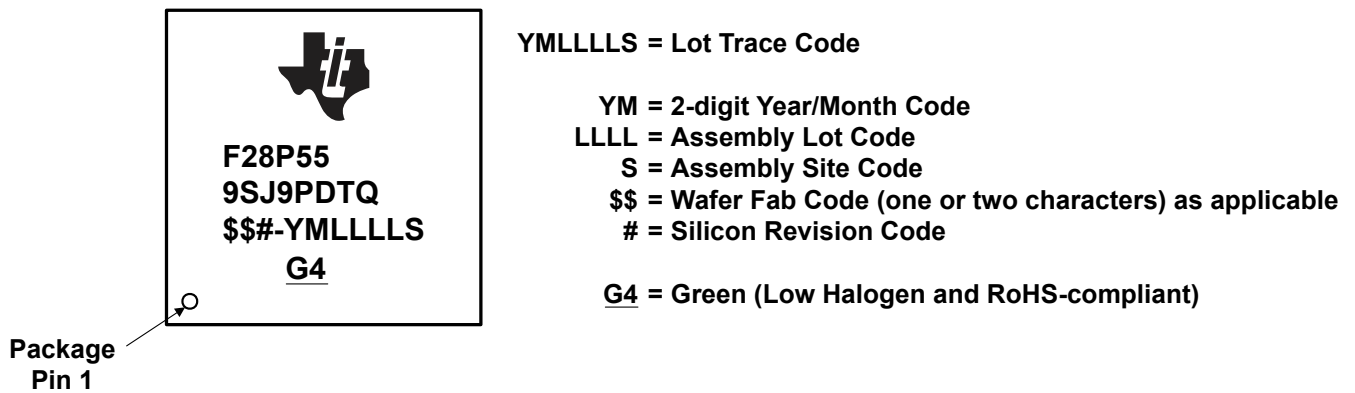 F28P55
9SJ9PDTQ
$$#-YMLLLLS
G4
Package
Pin 1
YMLLLLS = Lot Trace Code
YM = 2-digit Year/Month Code
LLLL = Assembly Lot Code
S = Assembly Site Code
$$ = Wafer Fab Code (one or two characters) as applicable
# = Silicon Revision Code
G4 = Green (Low Halogen and RoHS-compliant)